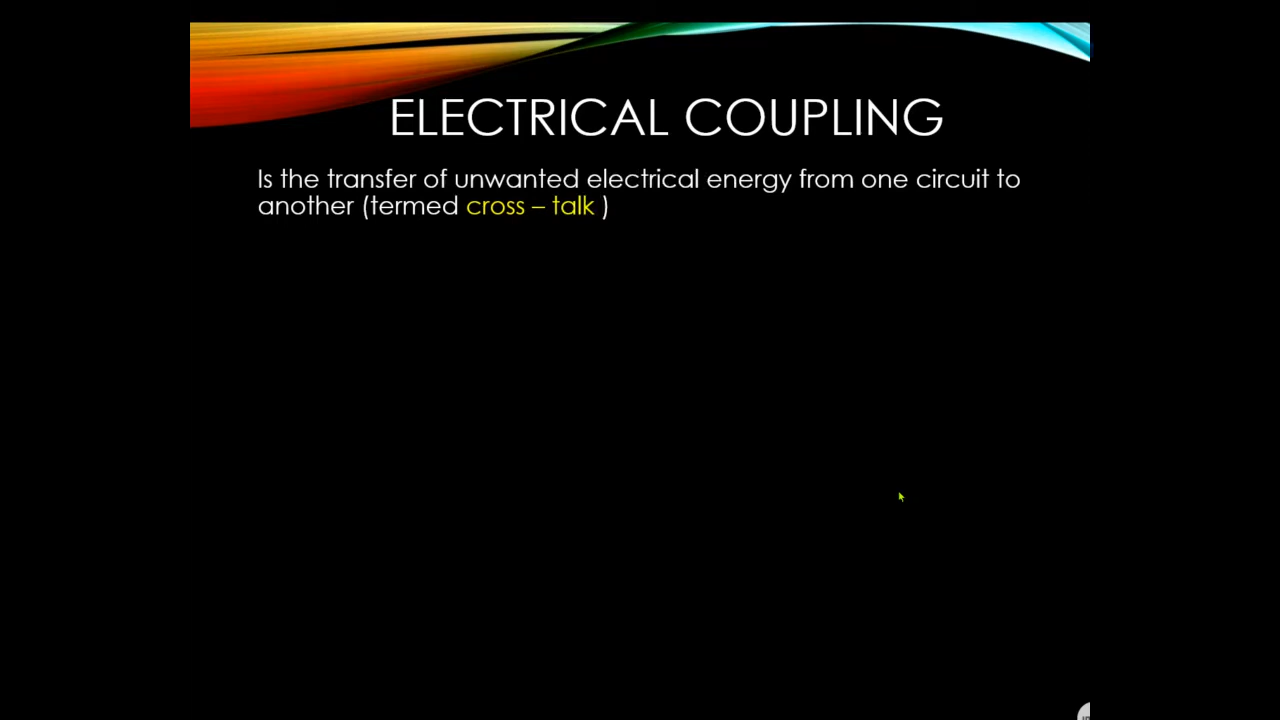 ELECTRICAL COUPLING
Is the transfer of unwanted electrical energy from one circuit to
another (termed cross – talk )